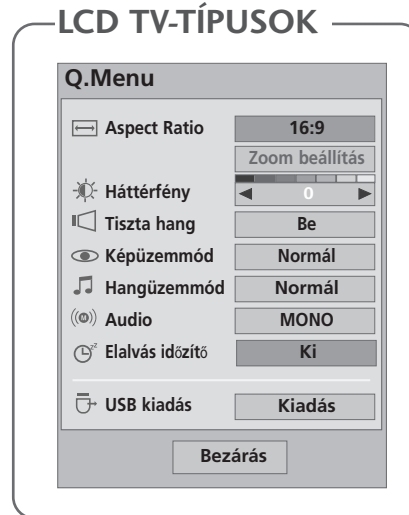 LCD TV-TÍPUSOK
Q.Menu
Aspect Ratio 16:9
Zoom beállítás
Háttérfény ◄ 0 ►
Tiszta hang Be
Képüzemmód Normál
Hangüzemmód Normál
Audio MONO
Elalvás időzítő Ki
USB kiadás Kiadás
Bezárás